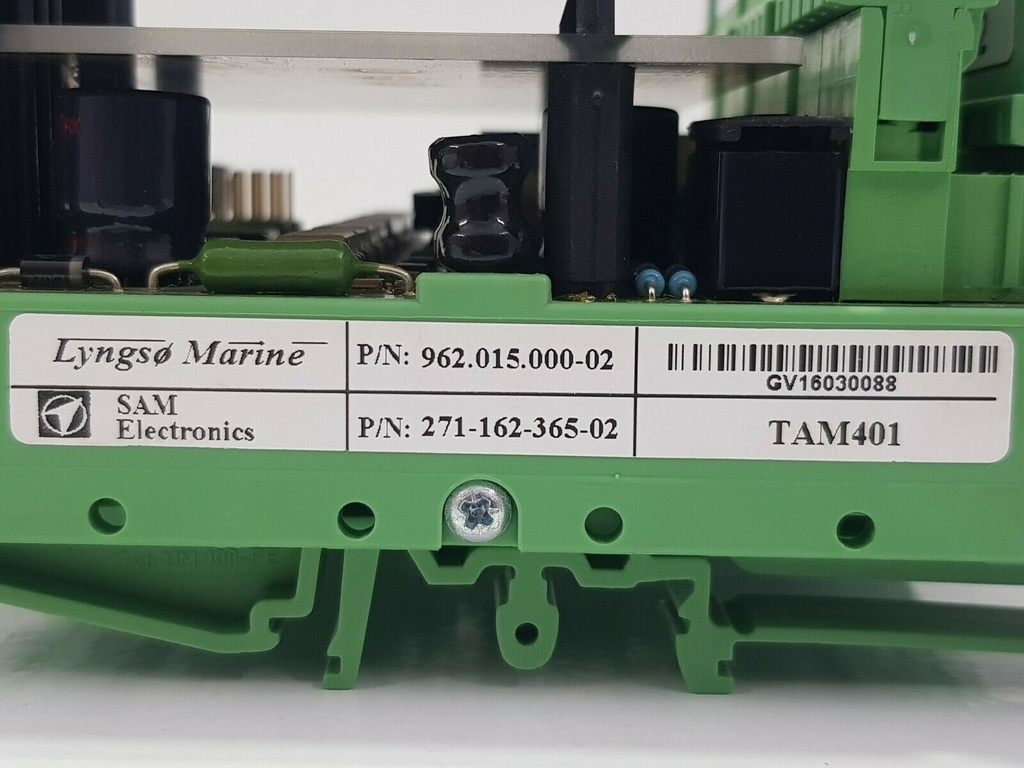 Lyngsø Marine
P/N: 962.015.000-02
GV16030088
SAM
Electronics
P/N: 271-162-365-02
TAM401